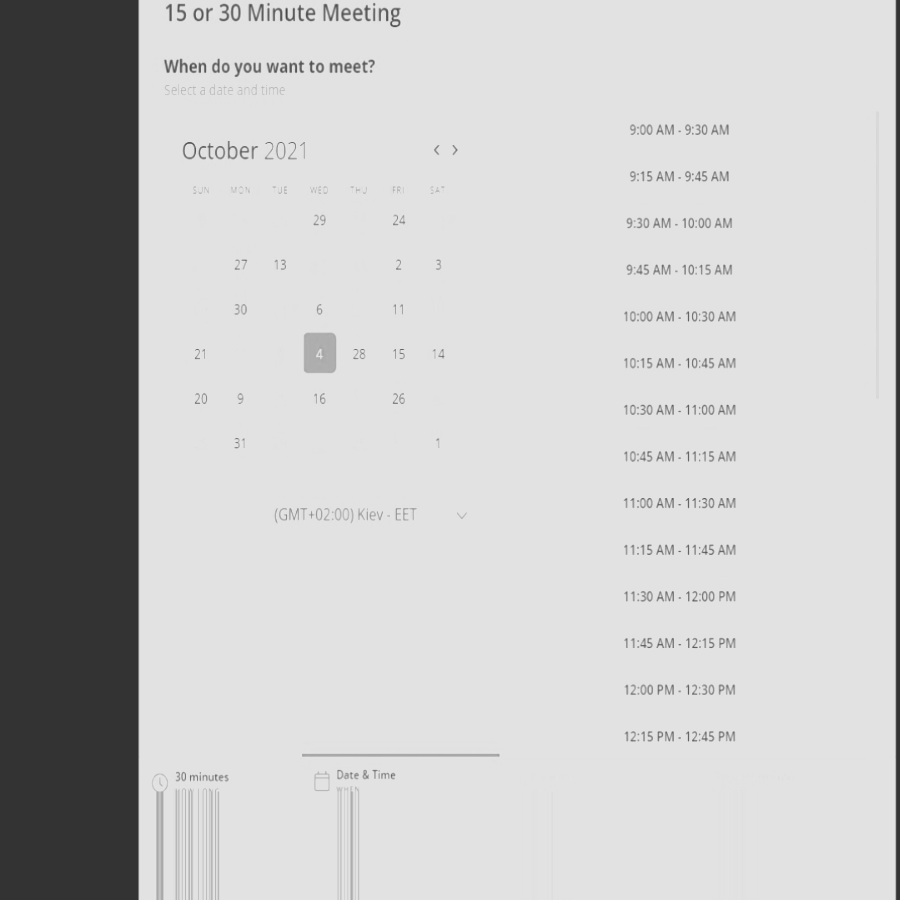 15 or 30 Minute Meeting
When do you want to meet?
Select a date and time
October 2021
SUN MON TUE WED THU FRI SAT
29 24
27 13 2 3
30 6 11
21 4 28 15 14
20 9 16 26
31 1
(GMT+02:00) Kiev - EET
9:00 AM - 9:30 AM
9:15 AM - 9:45 AM
9:30 AM - 10:00 AM
9:45 AM - 10:15 AM
10:00 AM - 10:30 AM
10:15 AM - 10:45 AM
10:30 AM - 11:00 AM
10:45 AM - 11:15 AM
11:00 AM - 11:30 AM
11:15 AM - 11:45 AM
11:30 AM - 12:00 PM
11:45 AM - 12:15 PM
12:00 PM - 12:30 PM
12:15 PM - 12:45 PM
30 minutes
Date & Time